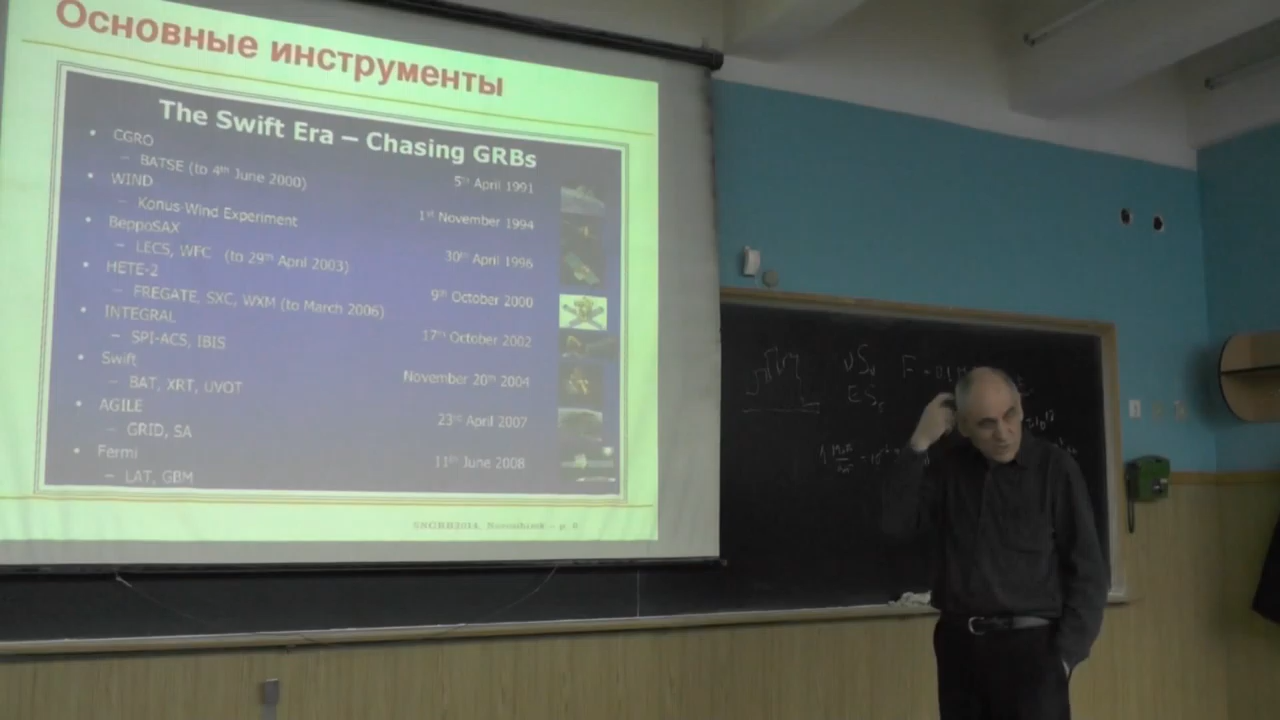 Основные инструменты
The Swift Era – Chasing GRBs
• CGRO
– BATSE (to 4th June 2000) 5th April 1991
• WIND
– Konus Wind Experiment 1st November 1994
• BeppoSAX
– LECS, WFC (to 29th April 2003) 30th April 1996
• HETE-2
– FREGATE, SXC, WXM (to March 2006) 9th October 2000
• INTEGRAL
– SPI-ACS, IBIS 17th October 2002
• Swift
– BAT, XRT, UVOT November 20th 2004
• AGILE
– GRID, SA 23rd April 2007
• Fermi
– LAT, GBM 11th June 2008